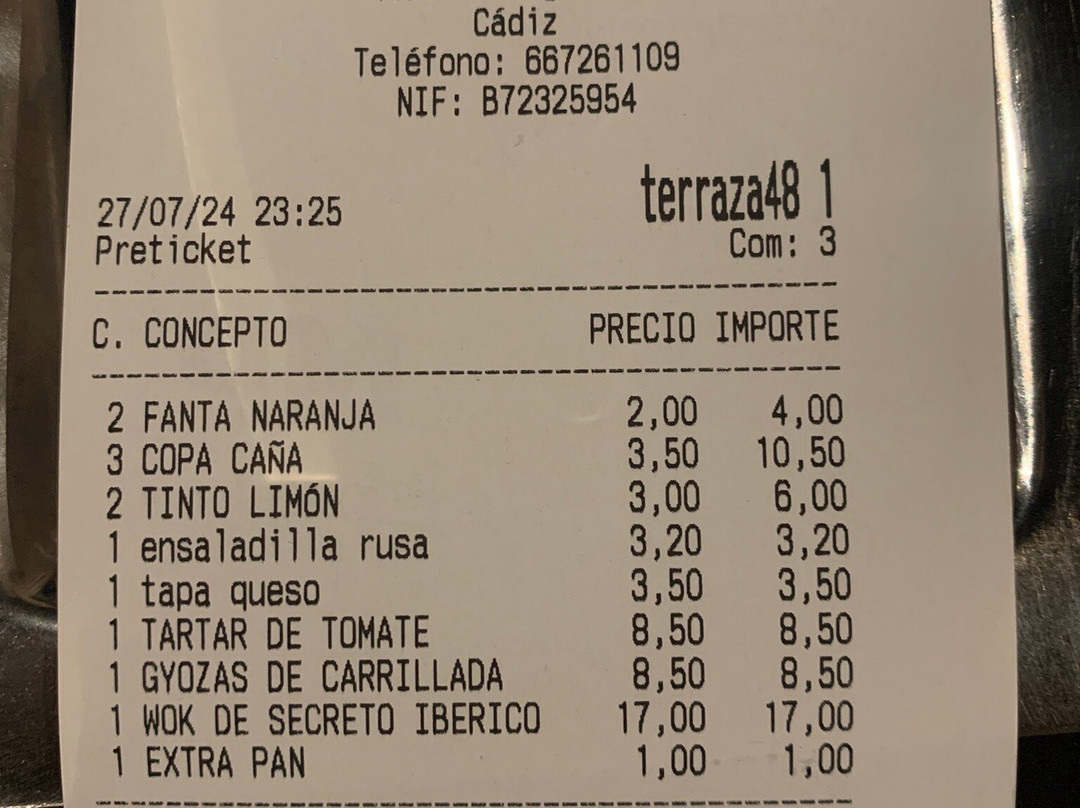 Cádiz
Teléfono: 667261109
NIF: B72325954
terraza48 1
27/07/24 23:25
Preticket
Com: 3
C. CONCEPTO PRECIO IMPORTE
2 FANTA NARANJA 2,00 4,00
3 COPA CAÑA 3,50 10,50
2 TINTO LIMÓN 3,00 6,00
1 ensaladilla rusa 3,20 3,20
1 tapa queso 3,50 3,50
1 TARTAR DE TOMATE 8,50 8,50
1 GYOZAS DE CARRILLADA 8,50 8,50
1 WOK DE SECRETO IBERICO 17,00 17,00
1 EXTRA PAN 1,00 1,00